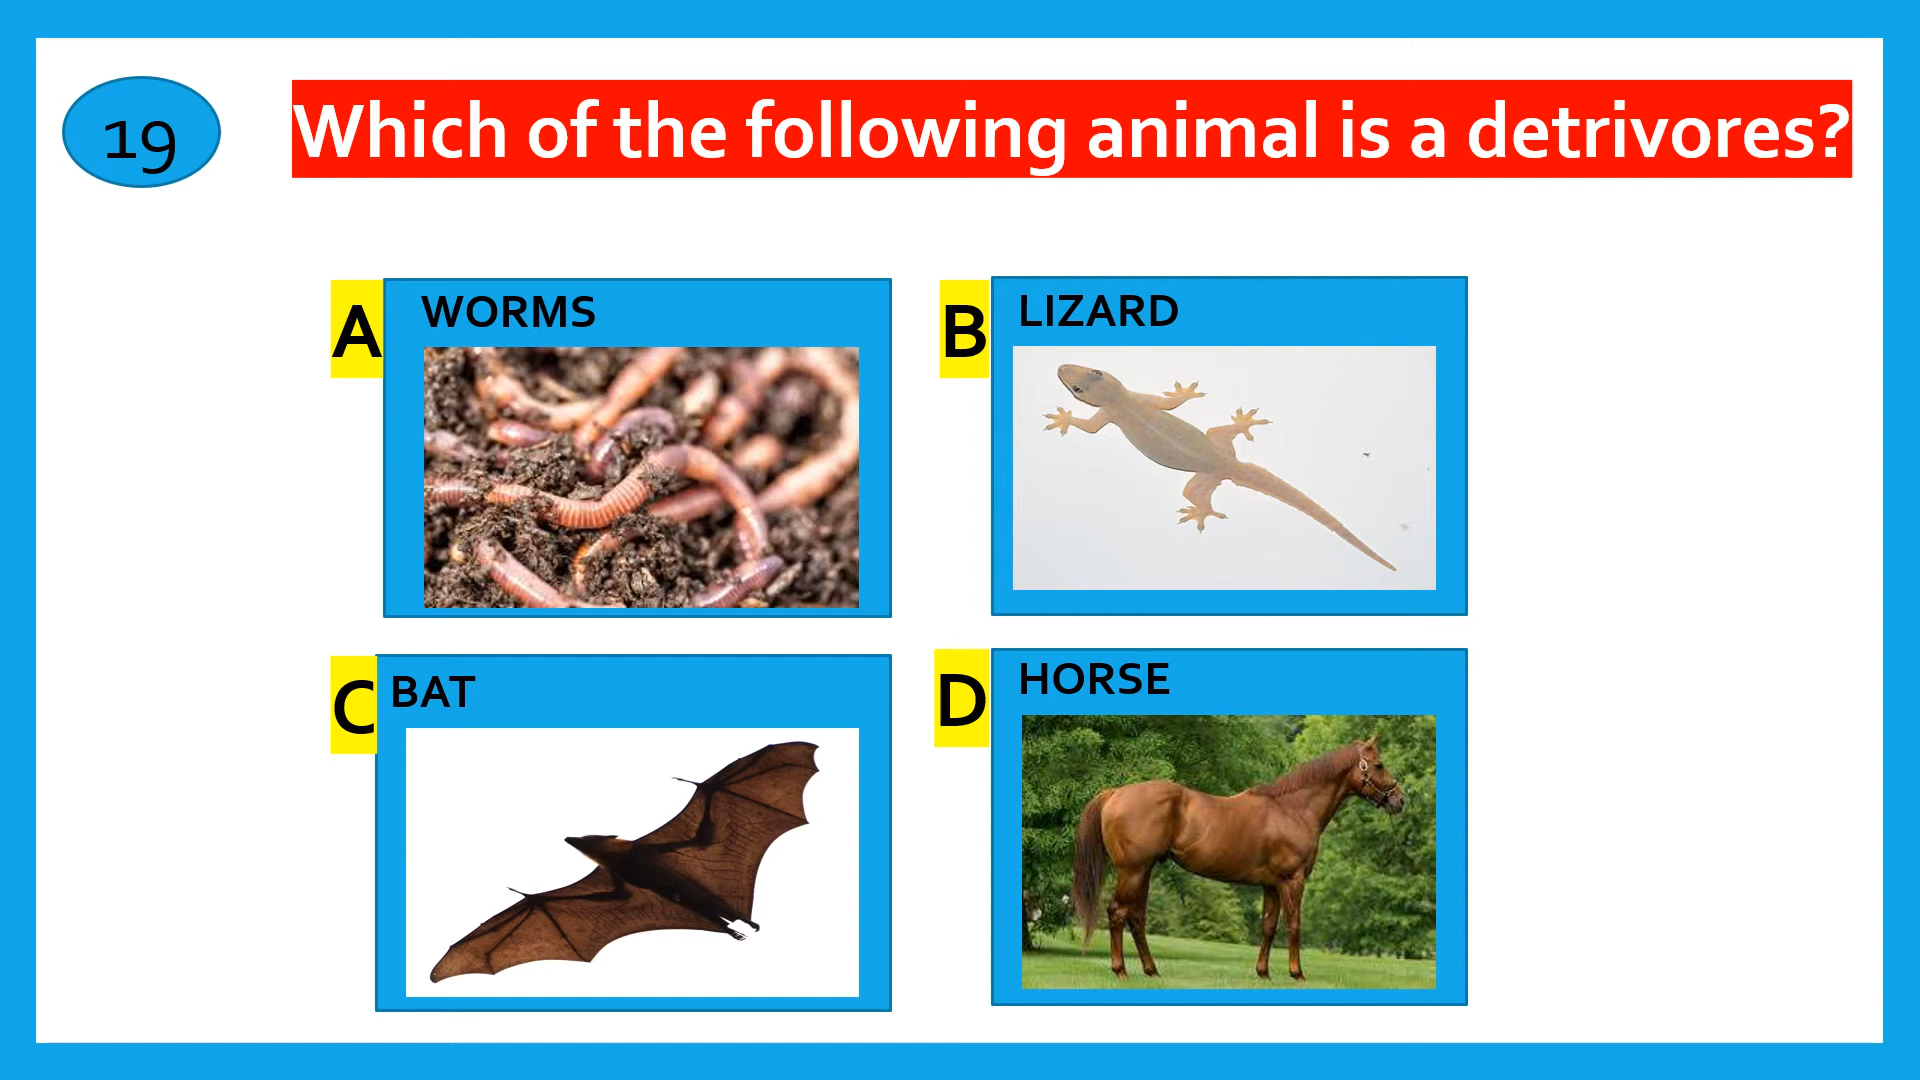 19
Which of the following animal is a detrivores?
A
WORMS
B
LIZARD
C
BAT
D
HORSE